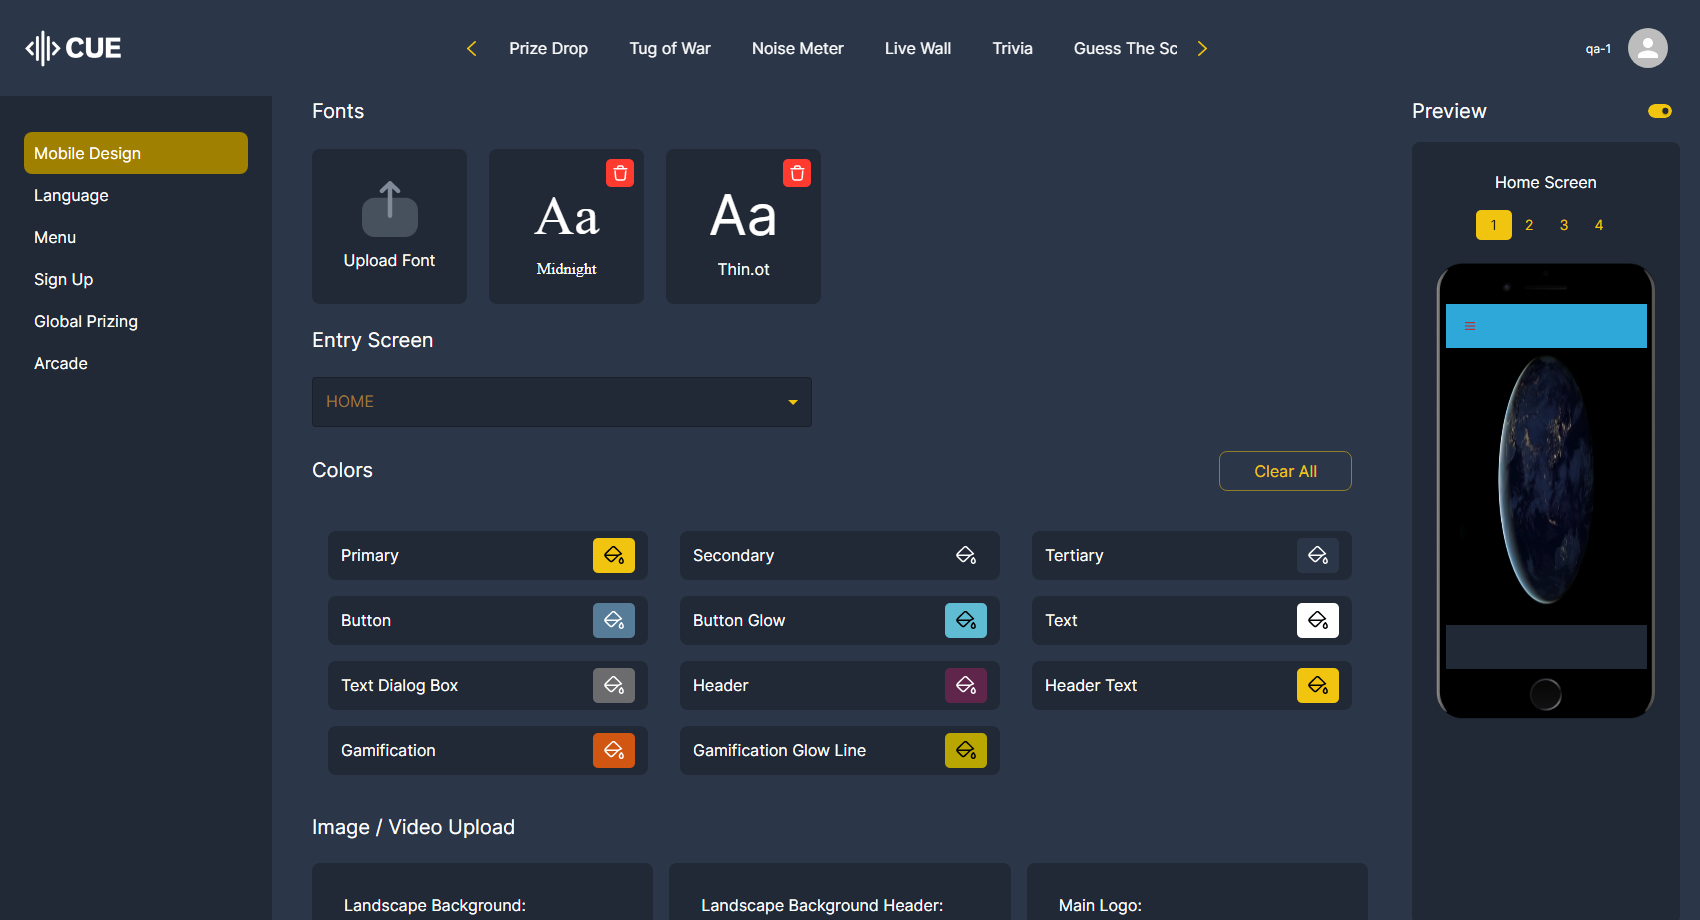 CUE
Prize Drop
Tug of War
Noise Meter
Live Wall
Trivia
Guess The Sc
qa-1
Mobile Design
Language
Menu
Sign Up
Global Prizing
Arcade
Fonts
Upload Font
Aa
Midnight
Aa
Thin.ot
Entry Screen
HOME
Colors
Clear All
Primary
Secondary
Tertiary
Button
Button Glow
Text
Text Dialog Box
Header
Header Text
Gamification
Gamification Glow Line
Image / Video Upload
Landscape Background:
Landscape Background Header:
Main Logo:
Preview
Home Screen
1 2 3 4